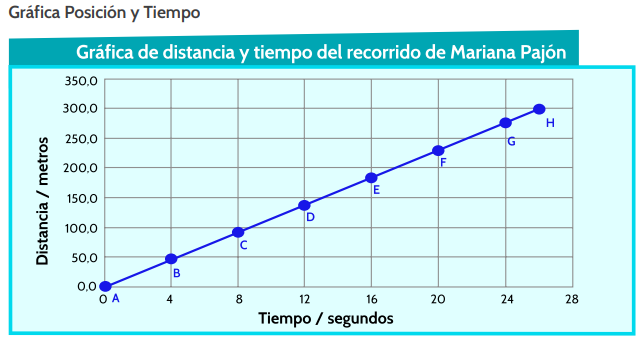 Gráfica Posición y Tiempo
Gráfica de distancia y tiempo del recorrido de Mariana Pajón
Distancia / metros
350,0
300,0
250,0
200,0
150,0
100,0
50,0
0,0
A
B
C
D
E
F
G
H
0 4 8 12 16 20 24 28
Tiempo / segundos